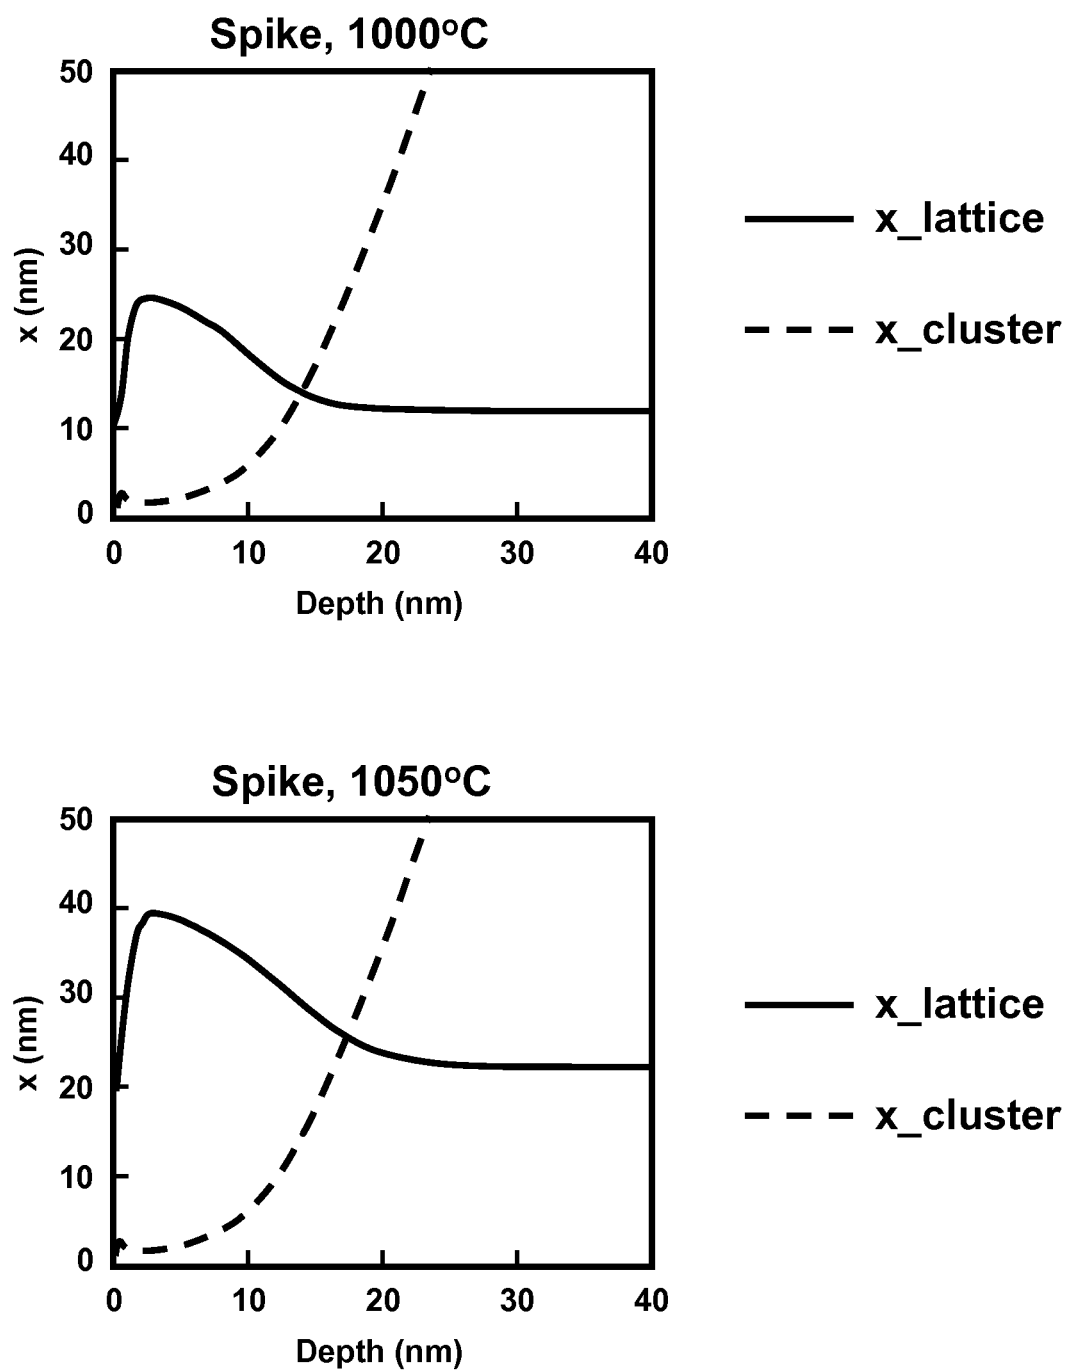 Spike, 1000°C
50
40
30
20
10
0
x (nm)
0 10 20 30 40
Depth (nm)
x_lattice
x_cluster
Spike, 1050°C
50
40
30
20
10
0
x (nm)
0 10 20 30 40
Depth (nm)
x_lattice
x_cluster